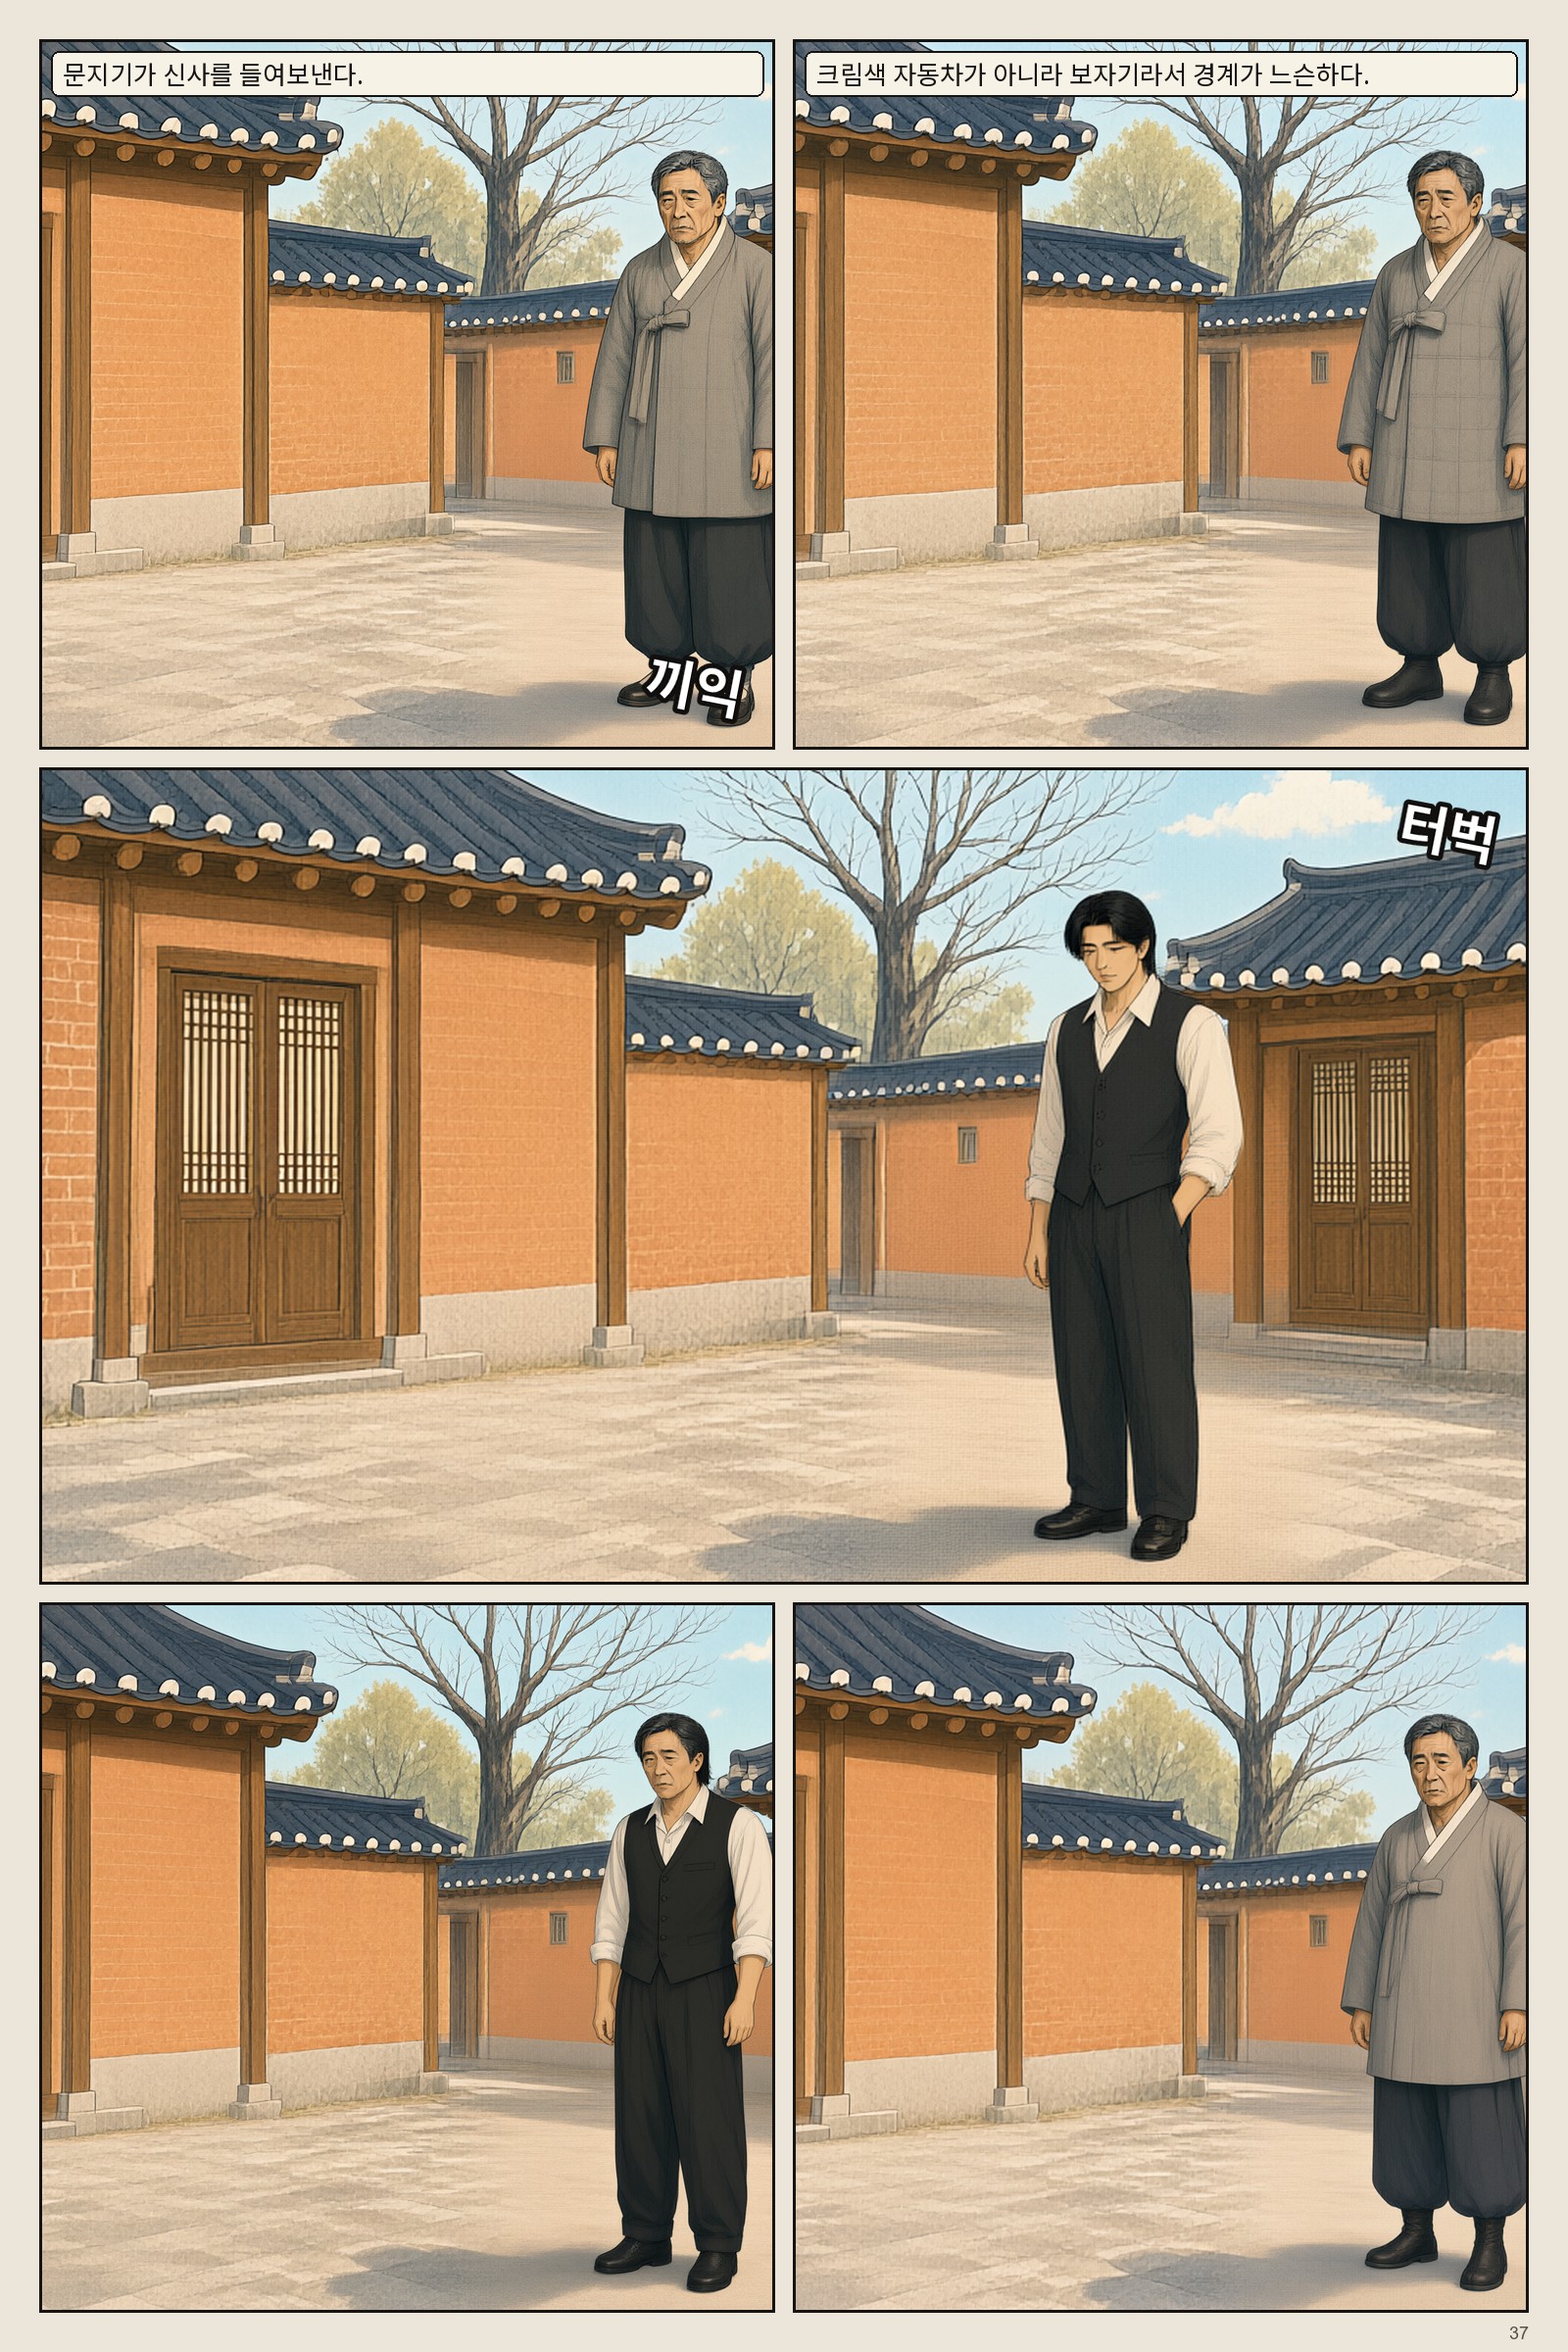 문지기가 신사를 들여보낸다.
크림색 자동차가 아니라 보자기라서 경계가 느슨하다.
끼익
터벅
37